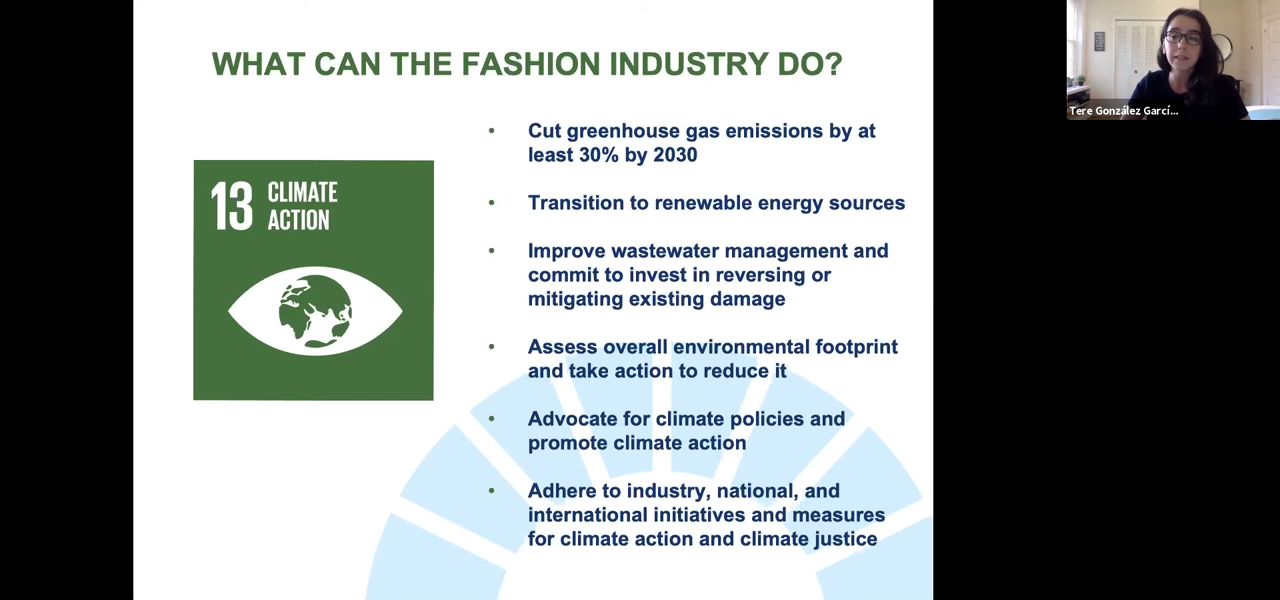 WHAT CAN THE FASHION INDUSTRY DO?
13 CLIMATE
ACTION
• Cut greenhouse gas emissions by at
least 30% by 2030
• Transition to renewable energy sources
• Improve wastewater management and
commit to invest in reversing or
mitigating existing damage
• Assess overall environmental footprint
and take action to reduce it
• Advocate for climate policies and
promote climate action
• Adhere to industry, national, and
international initiatives and measures
for climate action and climate justice
Tere González Garcí...